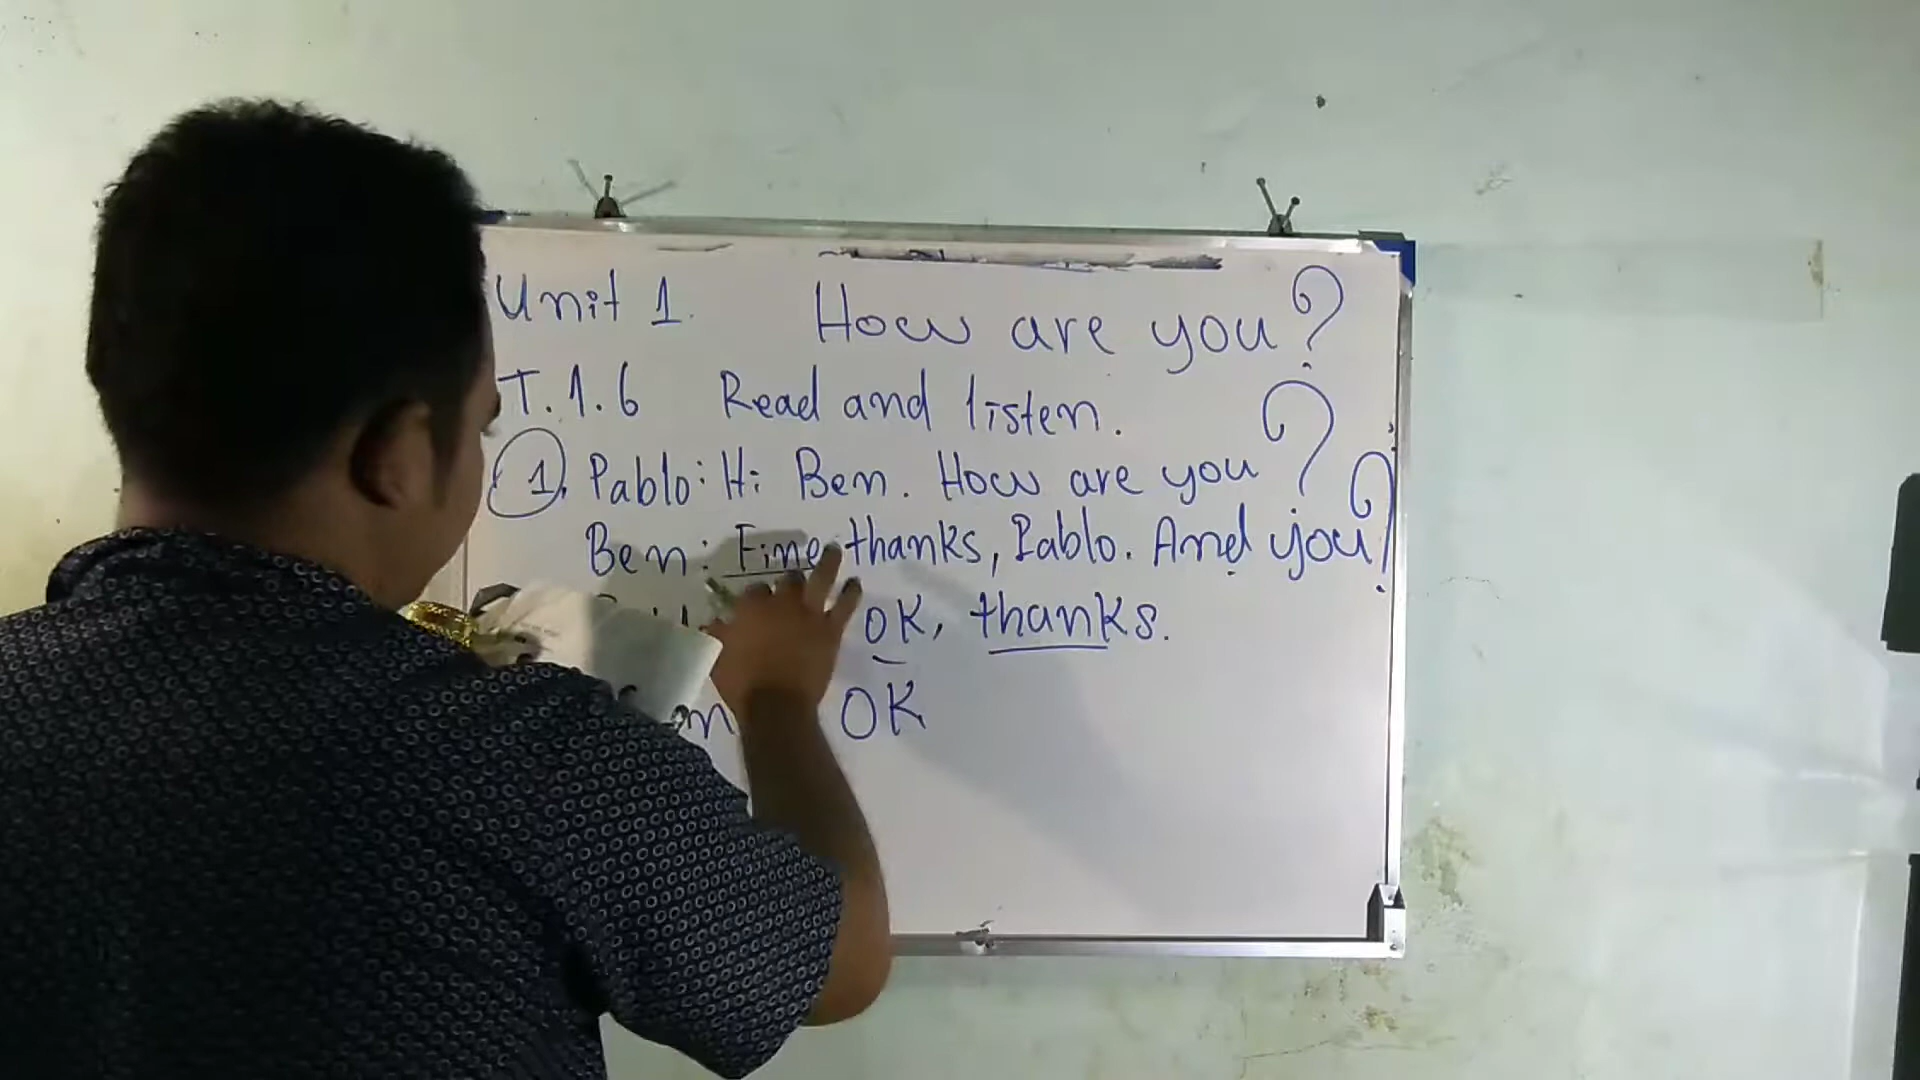 Unit 1. How are you?
T.1.6 Read and listen.
1. Pablo: Hi Ben. How are you?
Ben: Fine thanks, Pablo. And you?
OK, thanks.
OK